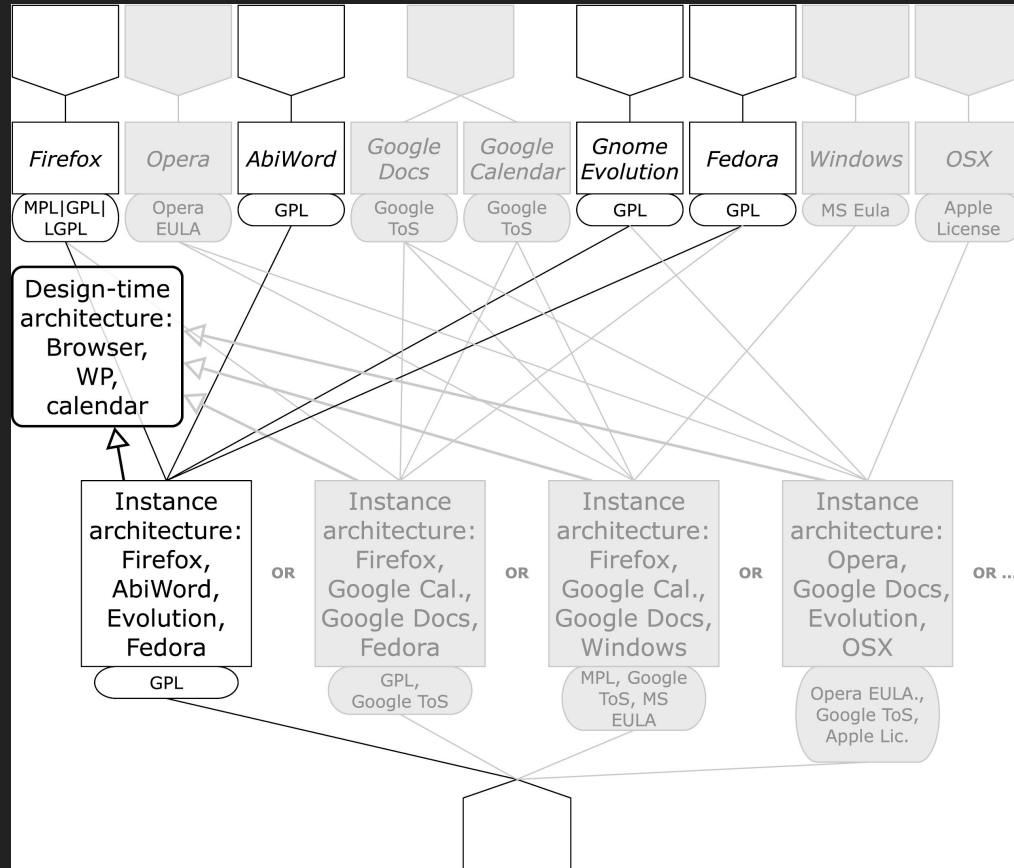 Firefox
Opera
AbiWord
Google
Docs
Google
Calendar
Gnome
Evolution
Fedora
Windows
OSX
MPL|GPL|
LGPL
Opera
EULA
GPL
Google
ToS
Google
ToS
GPL
GPL
MS Eula
Apple
License
Design-time
architecture:
Browser,
WP,
calendar
Instance
architecture:
Firefox,
AbiWord,
Evolution,
Fedora
OR
Instance
architecture:
Firefox,
Google Cal.,
Google Docs,
Fedora
OR
Instance
architecture:
Firefox,
Google Cal.,
Google Docs,
Windows
OR
Instance
architecture:
Opera,
Google Docs,
Evolution,
OSX
OR ...
GPL
GPL,
Google ToS
MPL, Google
ToS, MS
EULA
Opera EULA.,
Google ToS,
Apple Lic.